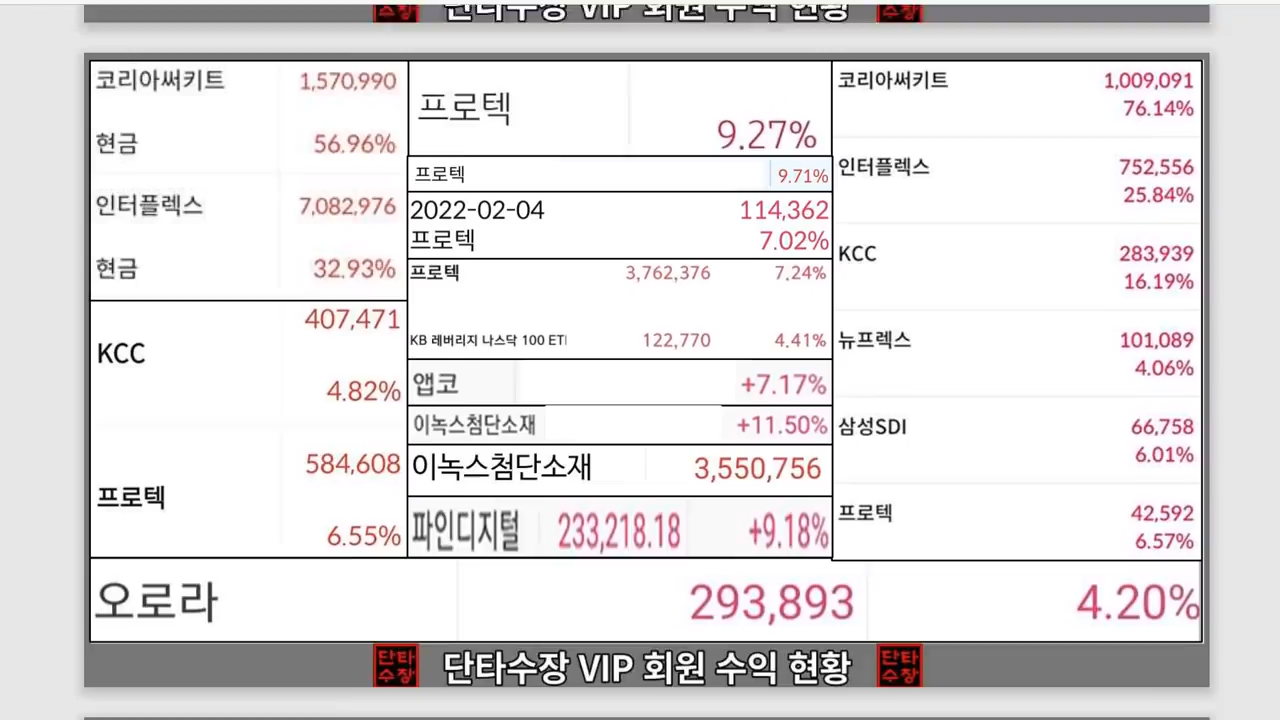 단타수장 VIP 회원 수익 현황
코리아써키트 1,570,990
현금 56.96%
인터플렉스 7,082,976
현금 32.93%
407,471
KCC
4.82%
584,608
프로텍
6.55%
프로텍
9.27%
프로텍 9.71%
2022-02-04 114,362
프로텍 7.02%
프로텍 3,762,376 7.24%
KB 레버리지 나스닥 100 ET 122,770 4.41%
앱코 +7.17%
이녹스첨단소재 +11.50%
이녹스첨단소재 3,550,756
파인디지털 233,218.18 +9.18%
코리아써키트 1,009,091
76.14%
인터플렉스 752,556
25.84%
KCC 283,939
16.19%
뉴프렉스 101,089
4.06%
삼성SDI 66,758
6.01%
프로텍 42,592
6.57%
오로라 293,893 4.20%
단타
수장
단타수장 VIP 회원 수익 현황
단타
수장